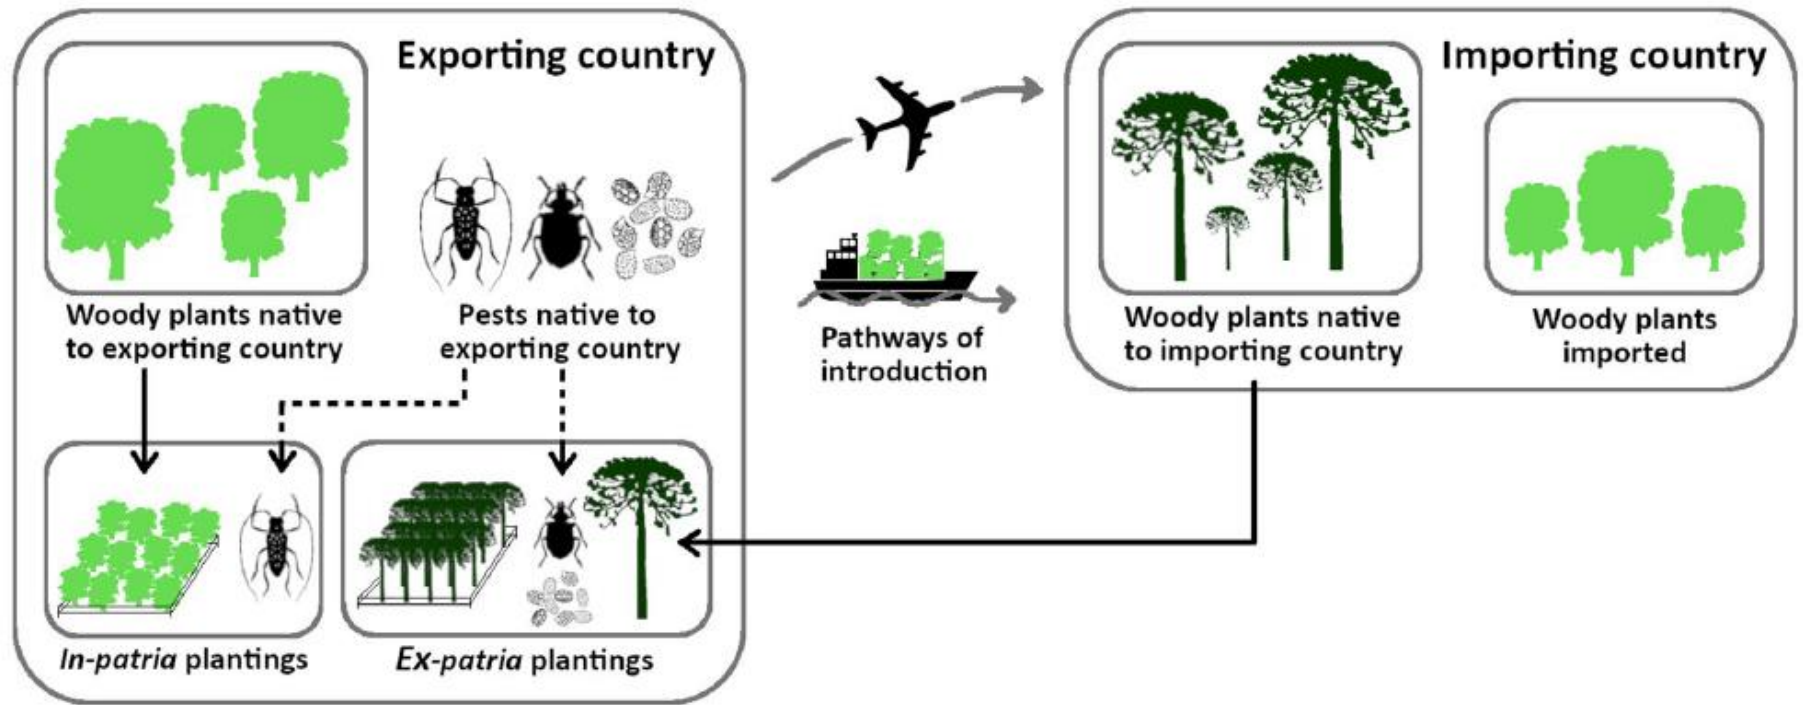 Exporting country
Woody plants native
to exporting country
Pests native to
exporting country
In-patria plantings
Ex-patria plantings
Pathways of
introduction
Importing country
Woody plants native
to importing country
Woody plants
imported